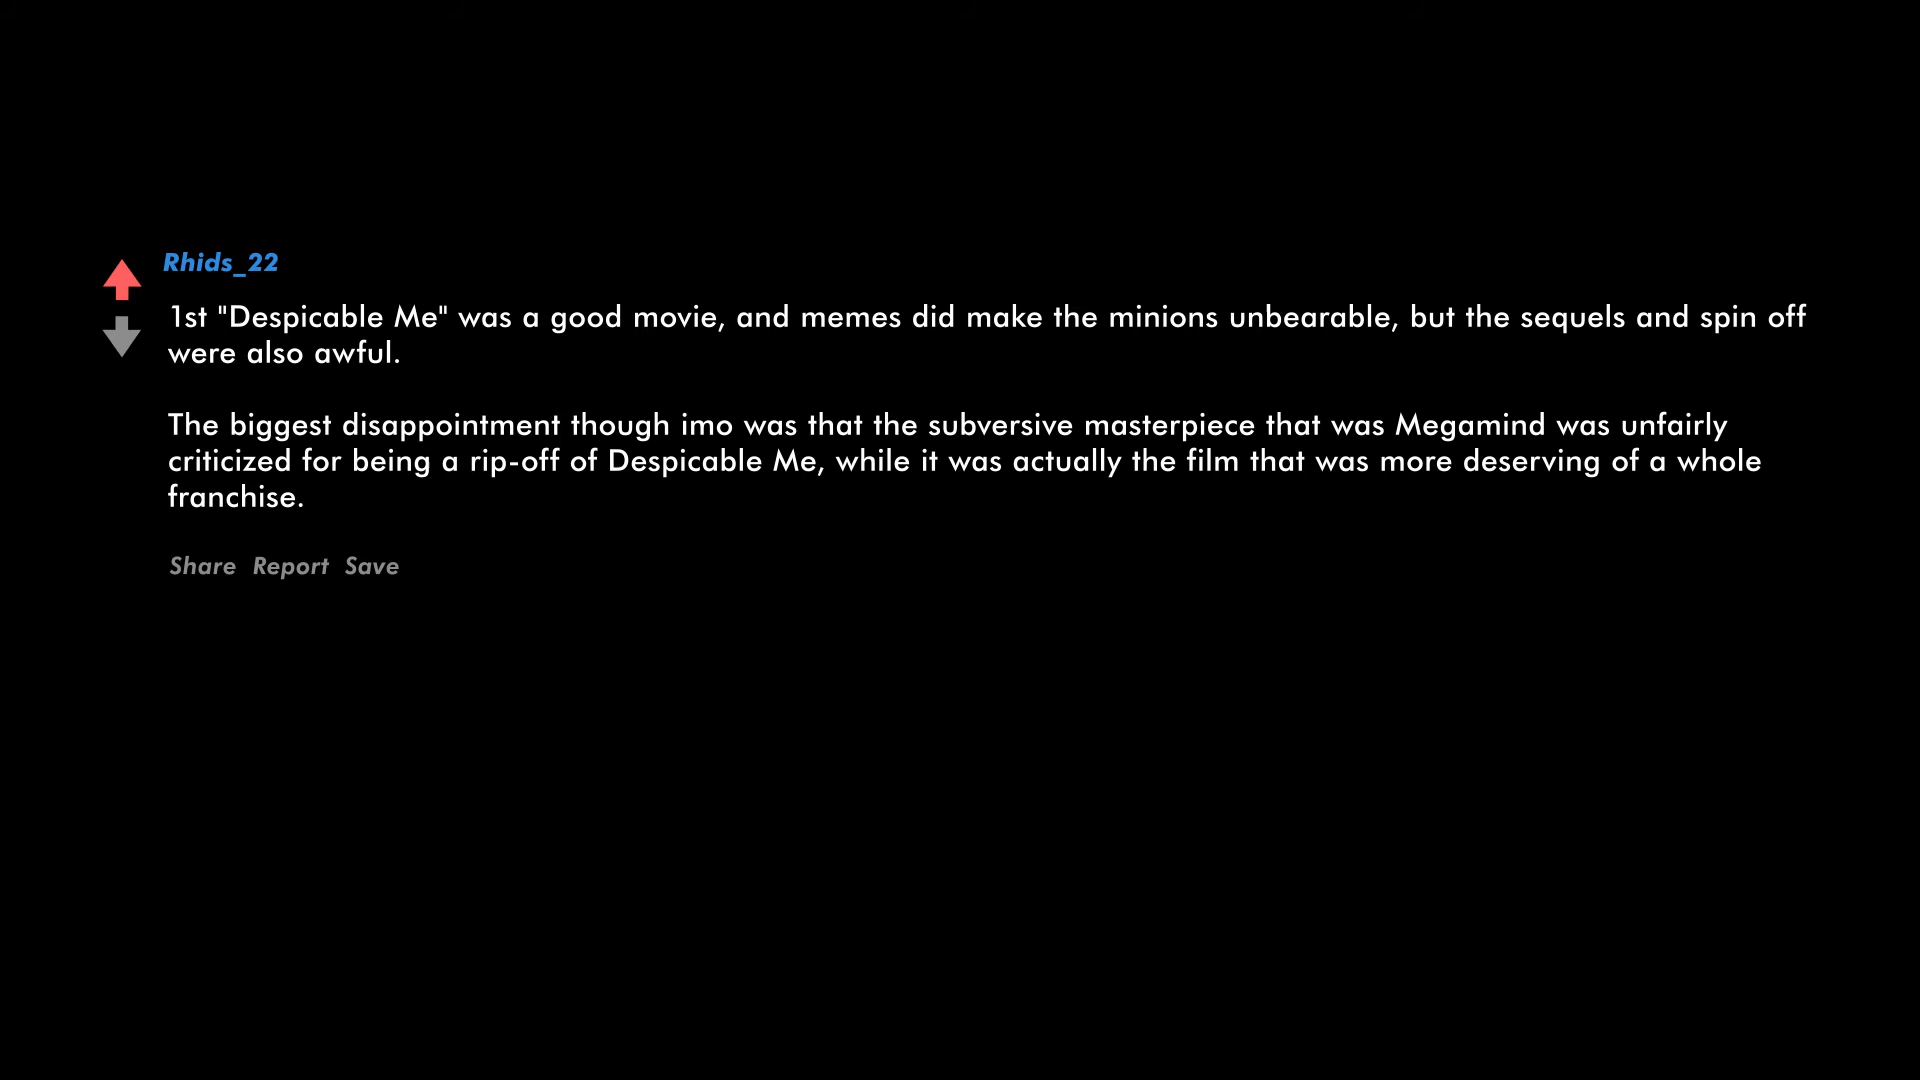 Rhids_22
1st "Despicable Me" was a good movie, and memes did make the minions unbearable, but the sequels and spin off
were also awful.
The biggest disappointment though imo was that the subversive masterpiece that was Megamind was unfairly
criticized for being a rip-off of Despicable Me, while it was actually the film that was more deserving of a whole
franchise.
Share Report Save